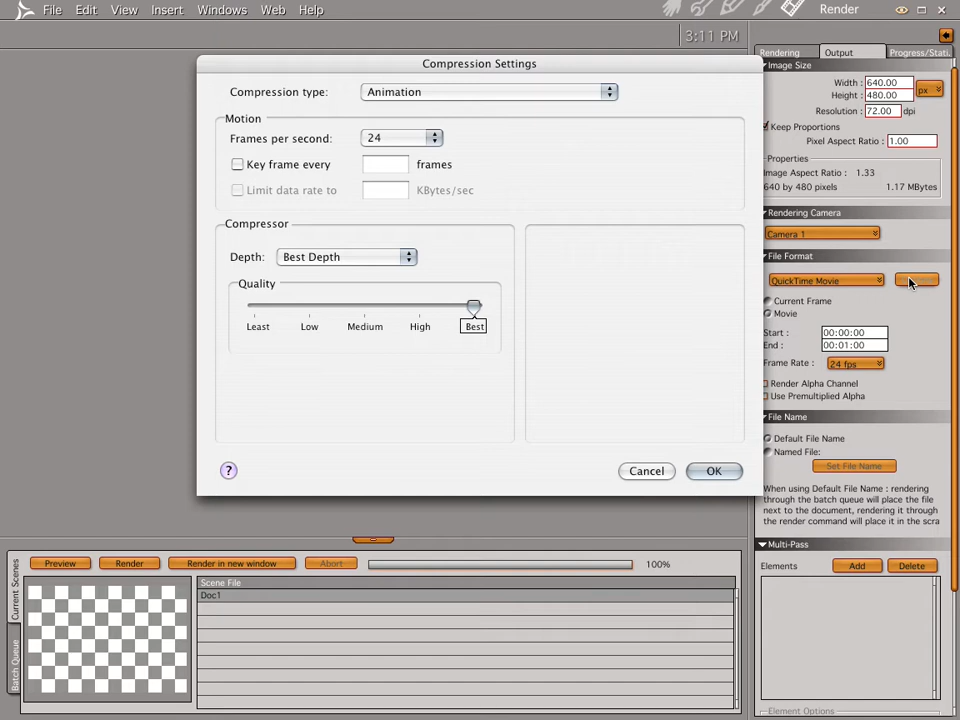 File Edit View Insert Windows Web Help Render
3:11 PM
Rendering Output Progress/Stati.
Compression Settings
Compression type: Animation
Motion
Frames per second: 24
Key frame every frames
Limit data rate to KBytes/sec
Compressor
Depth: Best Depth
Quality
Least Low Medium High Best
?
Cancel OK
Image Size
Width : 640.00
px
Height : 480.00
Resolution : 72.00 dpi
Keep Proportions
Pixel Aspect Ratio : 1.00
Properties
Image Aspect Ratio : 1.33
640 by 480 pixels 1.17 MBytes
Rendering Camera
Camera 1
File Format
QuickTime Movie
Current Frame
Movie
Start : 00:00:00
End : 00:01:00
Frame Rate : 24 fps
Render Alpha Channel
Use Premultiplied Alpha
File Name
Default File Name
Named File:
Set File Name
When using Default File Name : rendering
through the batch queue will place the file
next to the document, rendering it through
the render command will place it in the scra
Multi-Pass
Elements Add Delete
Element Options
Current Scenes
Batch Queue
Preview Render Render in new window Abort 100%
Scene File
Doc1